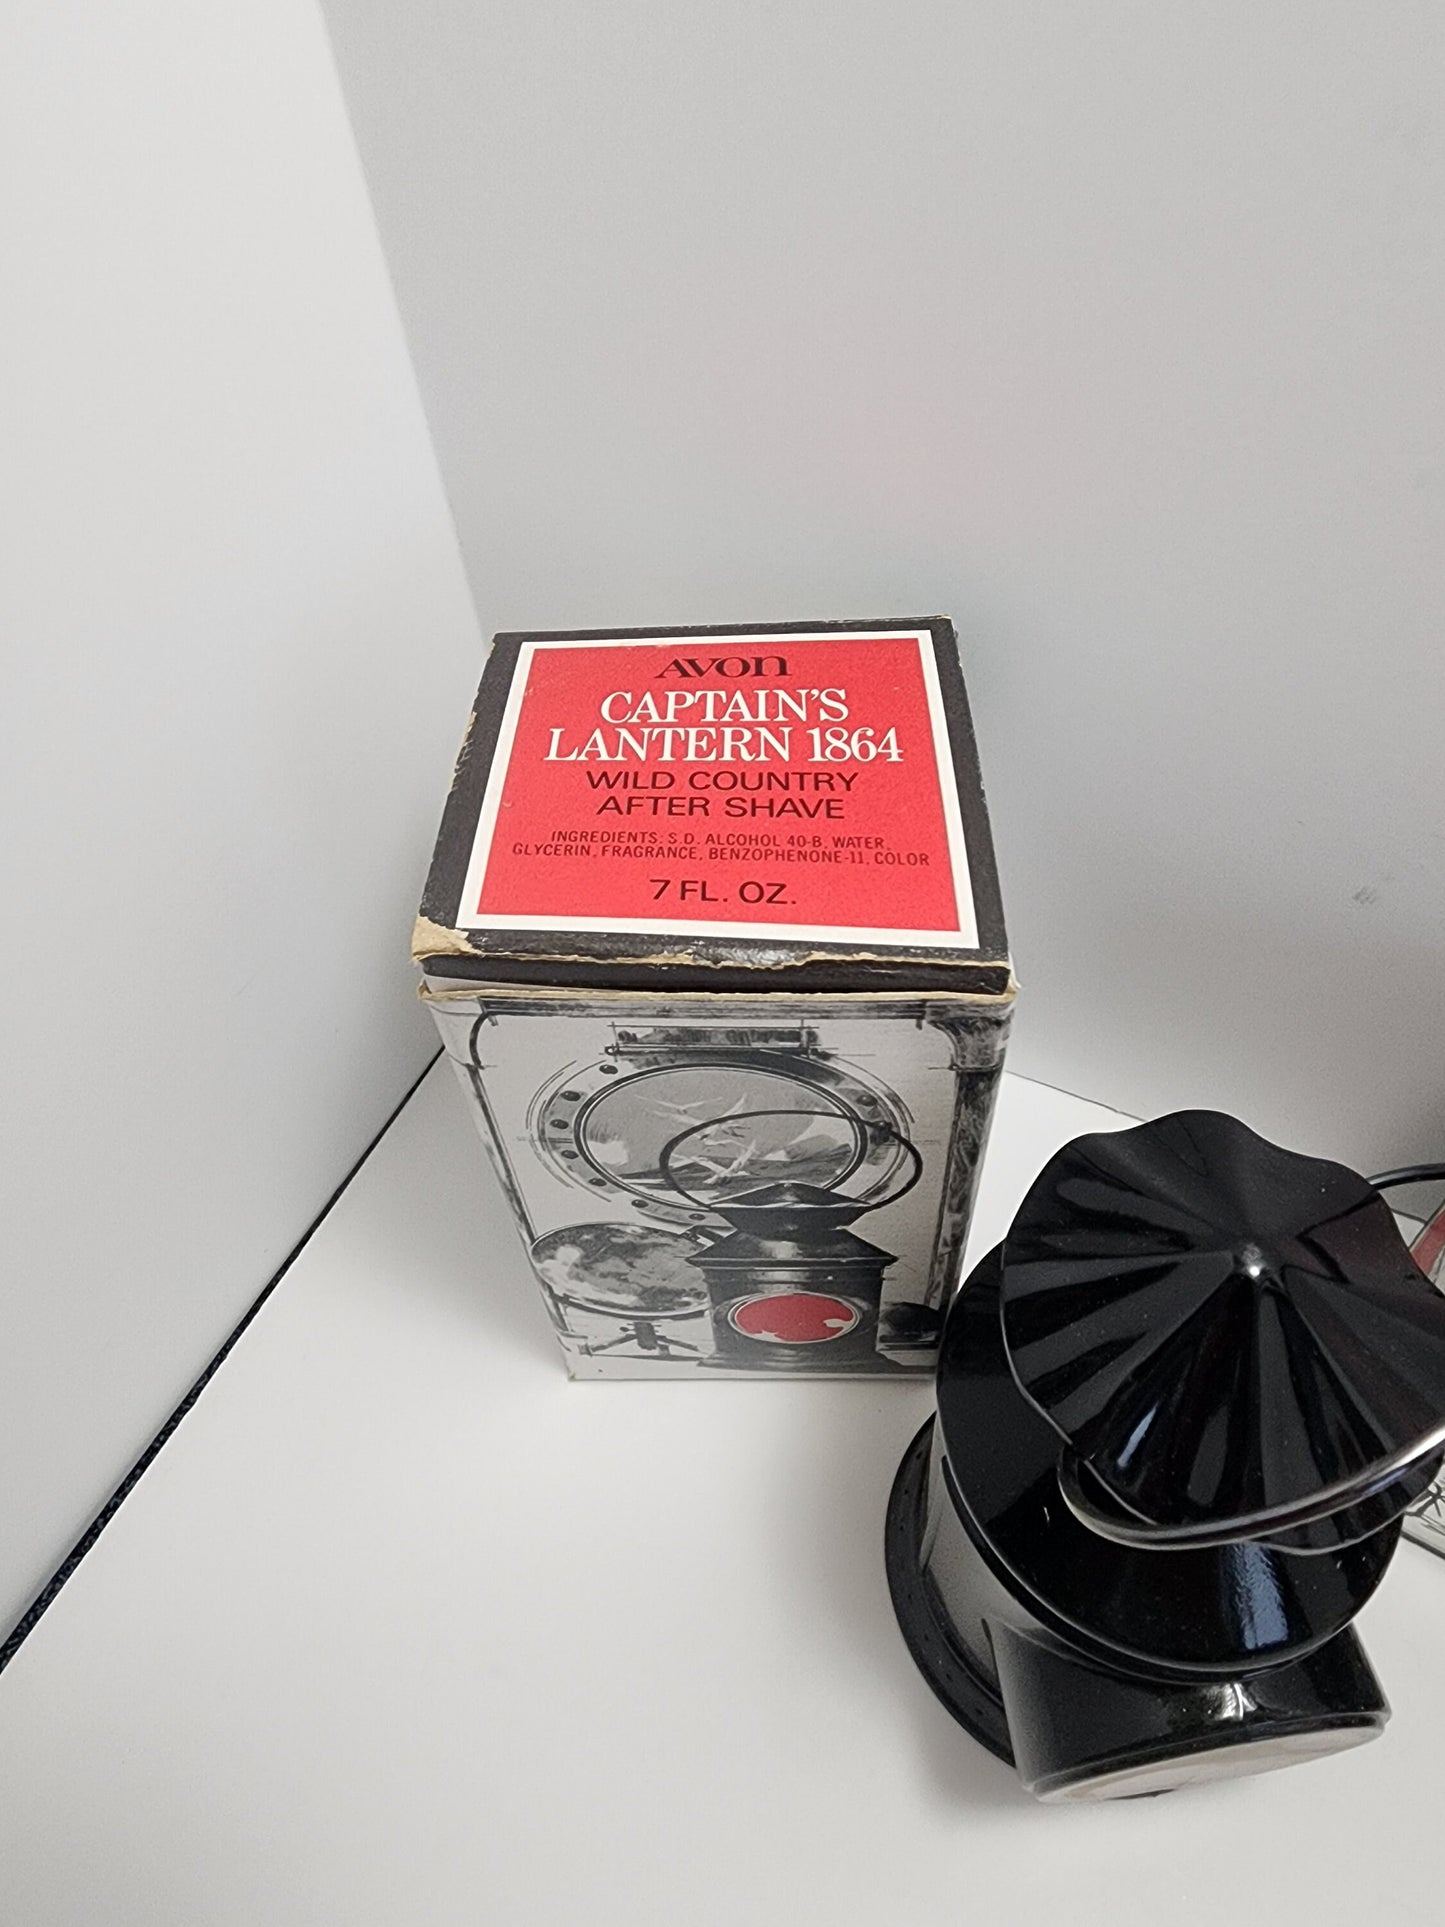 AVON
CAPTAIN'S
LANTERN 1864
WILD COUNTRY
AFTER SHAVE
INGREDIENTS: S.D. ALCOHOL 40-B, WATER,
GLYCERIN, FRAGRANCE, BENZOPHENONE-11, COLOR
7 FL. OZ.